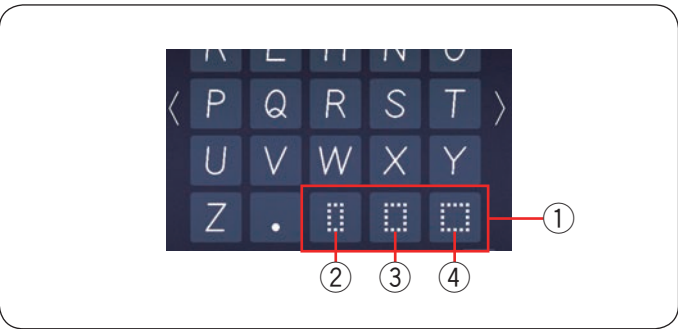 K L M N O
〈 P Q R S T 〉
U V W X Y
Z .
①
② ③ ④